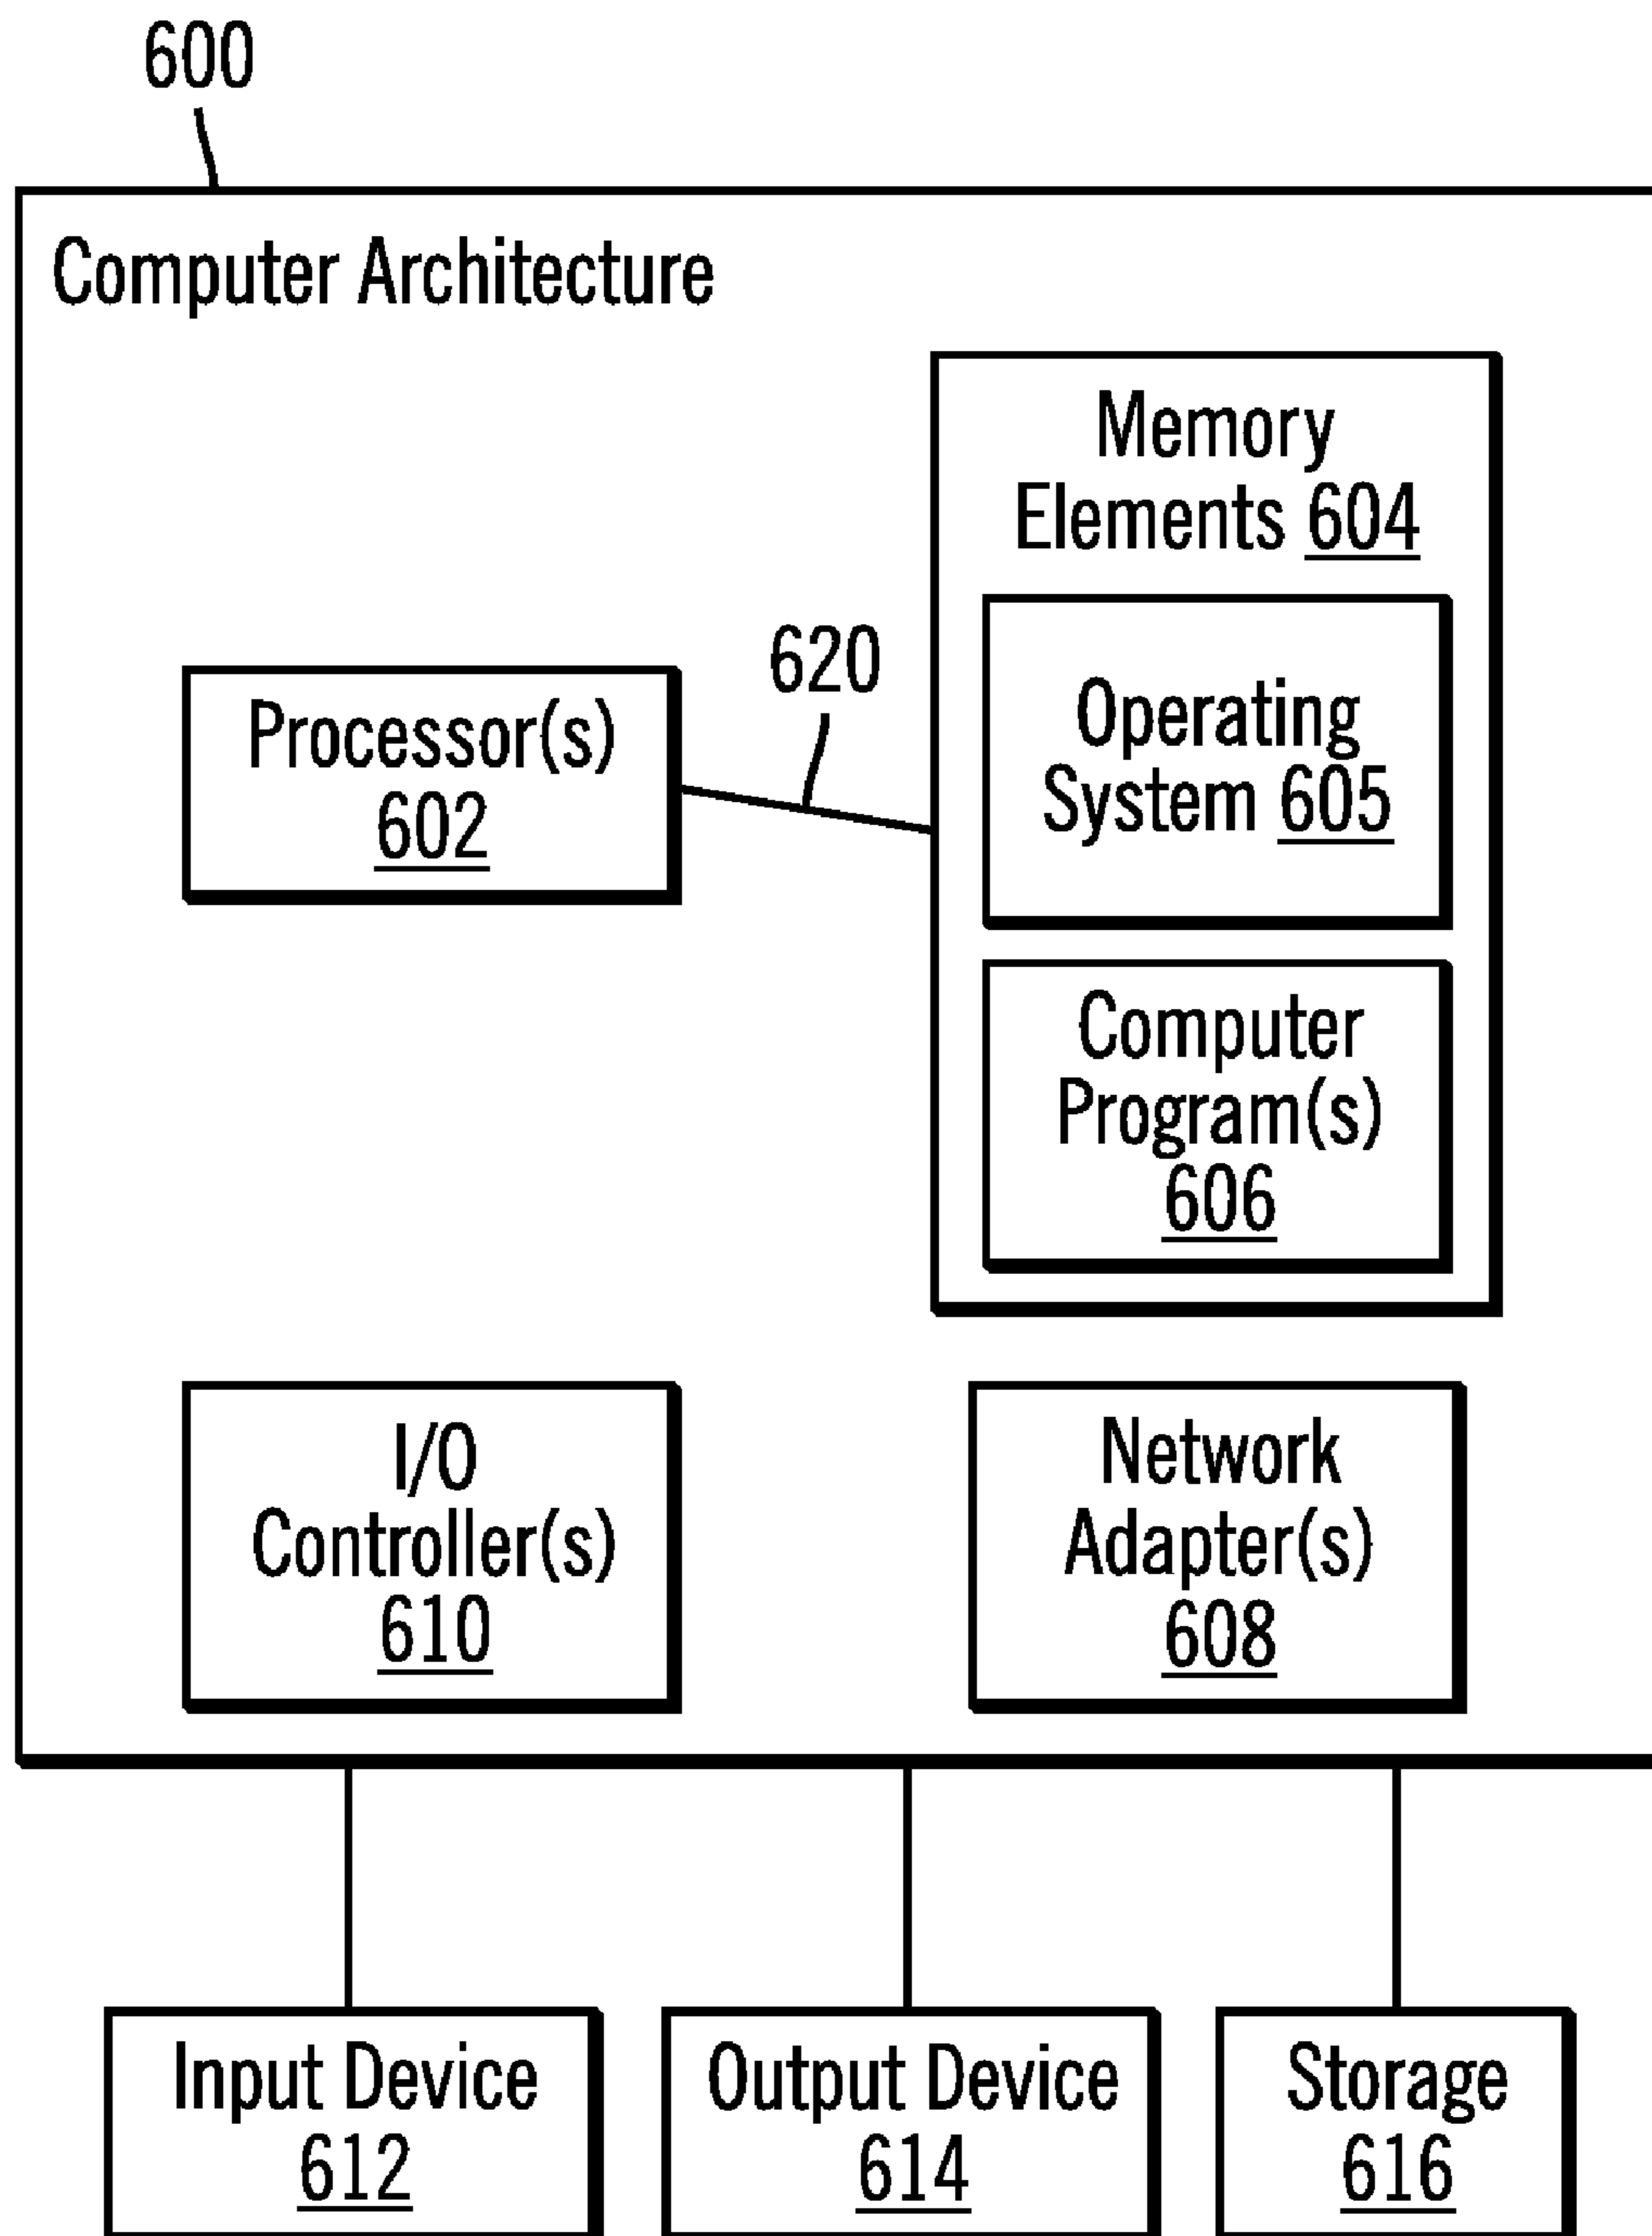 600
Computer Architecture
Memory
Elements 604
620
Processor(s)
602
Operating
System 605
Computer
Program(s)
606
I/O
Controller(s)
610
Network
Adapter(s)
608
Input Device
612
Output Device
614
Storage
616